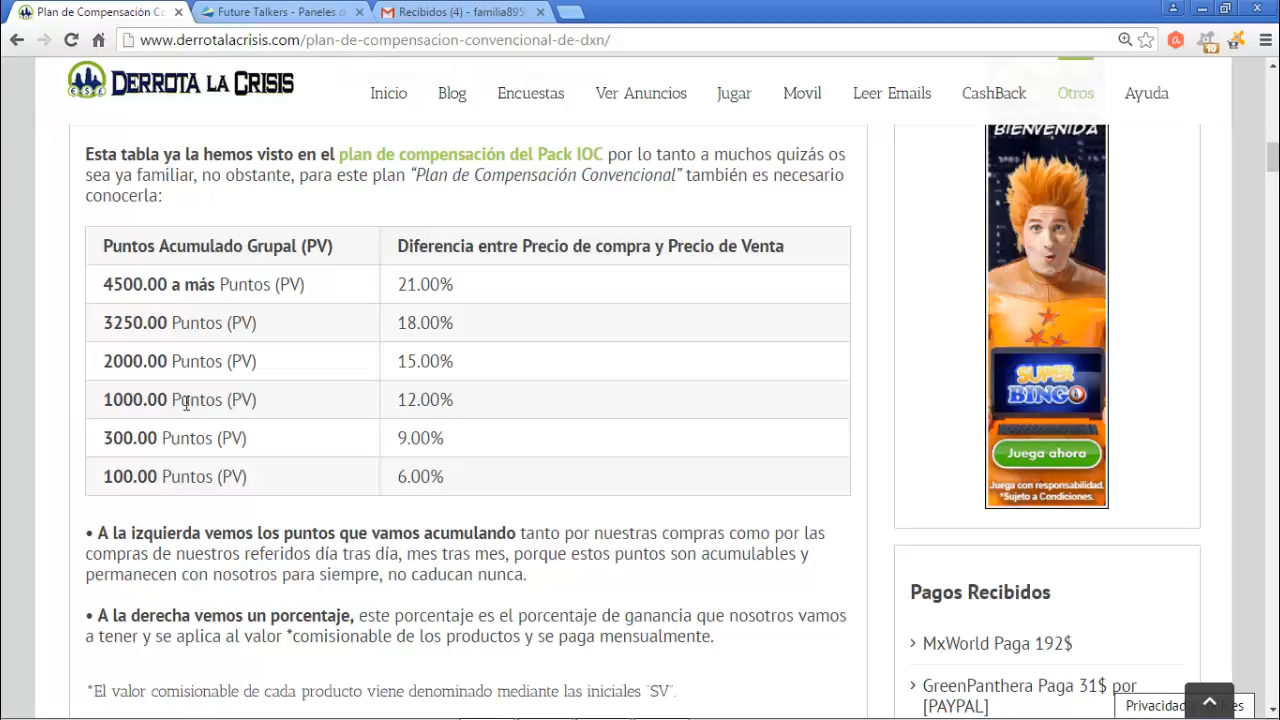 Plan de Compensación Co
Future Talkers - Paneles d
Recibidos (4) - familia895
www.derrotalacrisis.com/plan-de-compensacion-convencional-de-dxn/
10
DERROTA LA CRISIS
Inicio Blog Encuestas Ver Anuncios Jugar Movil Leer Emails CashBack Otros Ayuda
Esta tabla ya la hemos visto en el plan de compensación del Pack IOC por lo tanto a muchos quizás os
sea ya familiar, no obstante, para este plan “Plan de Compensación Convencional” también es necesario
conocerla:
Puntos Acumulado Grupal (PV) Diferencia entre Precio de compra y Precio de Venta
4500.00 a más Puntos (PV) 21.00%
3250.00 Puntos (PV) 18.00%
2000.00 Puntos (PV) 15.00%
1000.00 Puntos (PV) 12.00%
300.00 Puntos (PV) 9.00%
100.00 Puntos (PV) 6.00%
• A la izquierda vemos los puntos que vamos acumulando tanto por nuestras compras como por las
compras de nuestros referidos día tras día, mes tras mes, porque estos puntos son acumulables y
permanecen con nosotros para siempre, no caducan nunca.
• A la derecha vemos un porcentaje, este porcentaje es el porcentaje de ganancia que nosotros vamos
a tener y se aplica al valor *comisionable de los productos y se paga mensualmente.
*El valor comisionable de cada producto viene denominado mediante las iniciales “SV”.
BIENVENIDA
SUPER
BINGO
Juega ahora
Juega con responsabilidad.
*Sujeto a Condiciones.
Pagos Recibidos
> MxWorld Paga 192$
> GreenPanthera Paga 31$ por
[PAYPAL]
Privacidad y Cookies